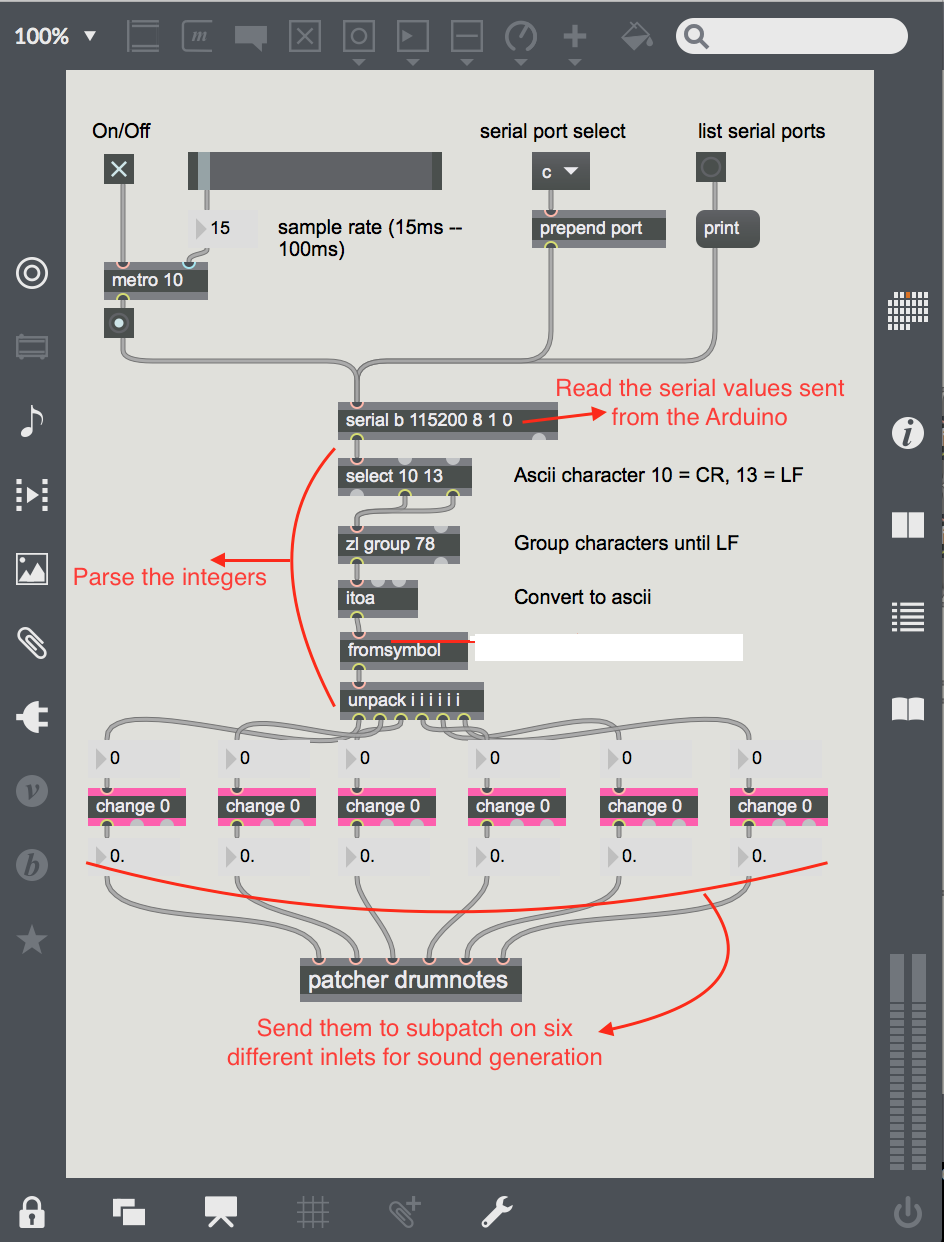 100%
On/Off
serial port select
list serial ports
c
15
sample rate (15ms --
100ms)
prepend port
print
metro 10
Read the serial values sent
from the Arduino
serial b 115200 8 1 0
select 10 13
Ascii character 10 = CR, 13 = LF
zl group 78
Group characters until LF
Parse the integers
itoa
Convert to ascii
fromsymbol
unpack i i i i i i
0 0 0 0 0 0
change 0 change 0 change 0 change 0 change 0 change 0
0. 0. 0. 0. 0. 0.
patcher drumnotes
Send them to subpatch on six
different inlets for sound generation